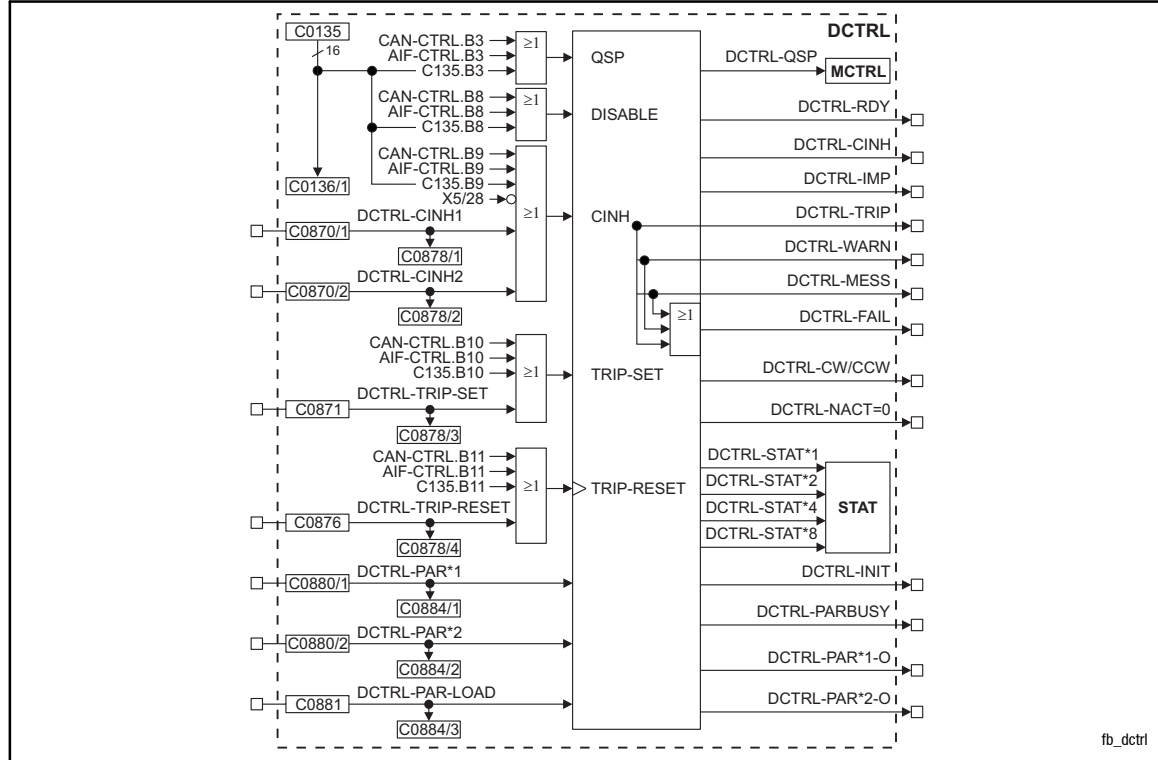 C0135
16
CAN-CTRL.B3
AIF-CTRL.B3
C135.B3
≥1
QSP
CAN-CTRL.B8
AIF-CTRL.B8
C135.B8
≥1
DISABLE
CAN-CTRL.B9
AIF-CTRL.B9
C135.B9
X5/28
≥1
CINH
C0136/1
DCTRL-CINH1
C0870/1
C0878/1
DCTRL-CINH2
C0870/2
C0878/2
CAN-CTRL.B10
AIF-CTRL.B10
C135.B10
≥1
TRIP-SET
DCTRL-TRIP-SET
C0871
C0878/3
CAN-CTRL.B11
AIF-CTRL.B11
C135.B11
≥1
TRIP-RESET
DCTRL-TRIP-RESET
C0876
C0878/4
DCTRL-PAR*1
C0880/1
C0884/1
DCTRL-PAR*2
C0880/2
C0884/2
DCTRL-PAR-LOAD
C0881
C0884/3
DCTRL
DCTRL-QSP
MCTRL
DCTRL-RDY
DCTRL-CINH
DCTRL-IMP
DCTRL-TRIP
DCTRL-WARN
DCTRL-MESS
≥1
DCTRL-FAIL
DCTRL-CW/CCW
DCTRL-NACT=0
DCTRL-STAT*1
DCTRL-STAT*2
DCTRL-STAT*4
DCTRL-STAT*8
STAT
DCTRL-INIT
DCTRL-PARBUSY
DCTRL-PAR*1-O
DCTRL-PAR*2-O
fb_dctrl